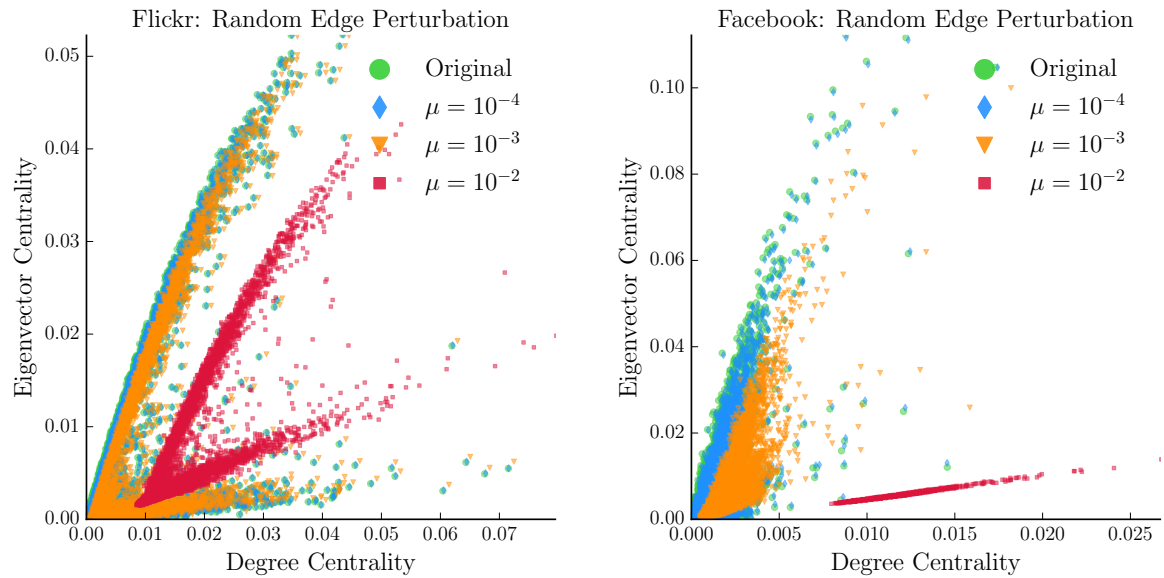 Flickr: Random Edge Perturbation
Eigenvector Centrality
0.05
0.04
0.03
0.02
0.01
0.00
Original
μ = 10⁻⁴
μ = 10⁻³
μ = 10⁻²
0.00 0.01 0.02 0.03 0.04 0.05 0.06 0.07
Degree Centrality
Facebook: Random Edge Perturbation
Eigenvector Centrality
0.10
0.08
0.06
0.04
0.02
0.00
Original
μ = 10⁻⁴
μ = 10⁻³
μ = 10⁻²
0.000 0.005 0.010 0.015 0.020 0.025
Degree Centrality